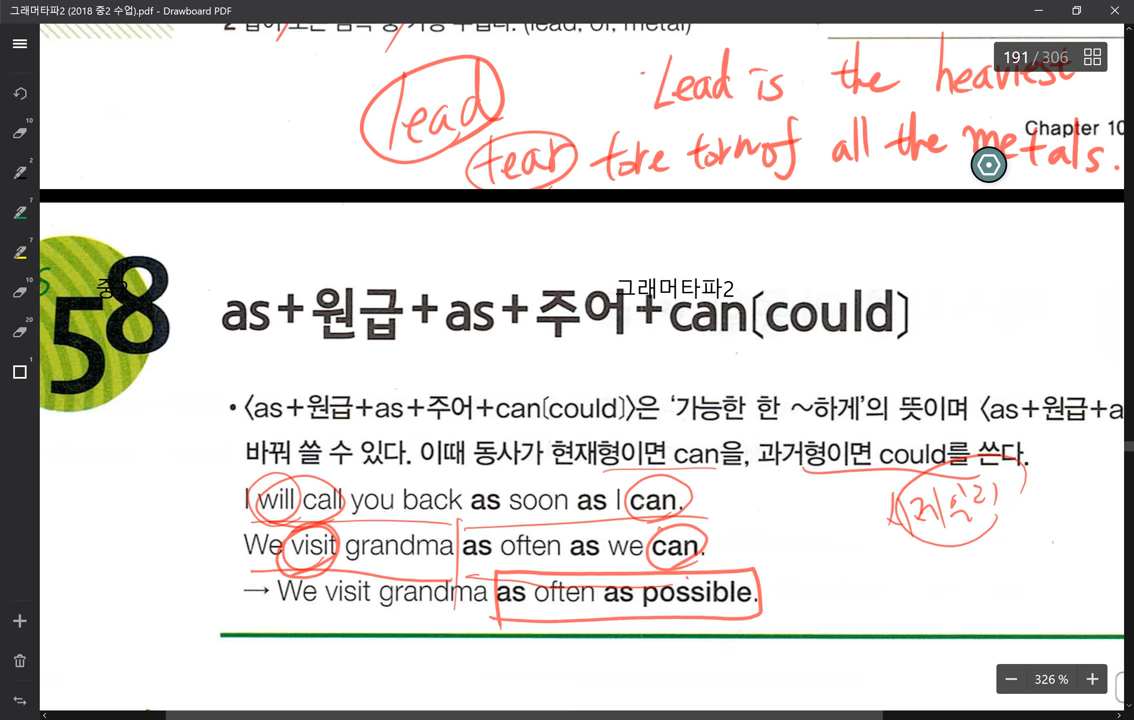 그래머타파2 (2018 중2 수업).pdf - Drawboard PDF
(lead, of, metal)
191 / 306
lead
Lead is the heaviest
tear tore torn of all the metals.
Chapter 10
58
중2
그래머타파2
as+원급+as+주어+can(could)
• 〈as+원급+as+주어+can(could)〉은 ‘가능한 한 ~하게’의 뜻이며 〈as+원급+a
바꿔 쓸 수 있다. 이때 동사가 현재형이면 can을, 과거형이면 could를 쓴다.
I will call you back as soon as I can.
We visit grandma as often as we can.
→ We visit grandma as often as possible.
326 %